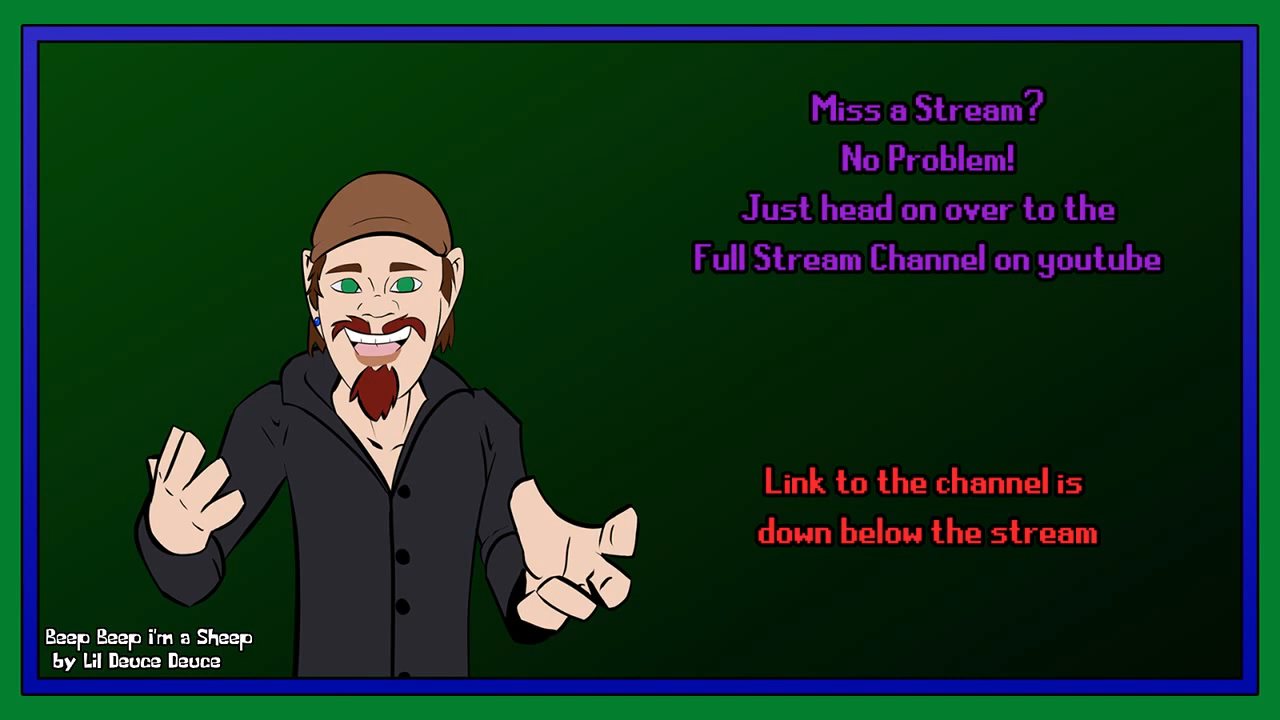 Miss a Stream?
No Problem!
Just head on over to the
Full Stream Channel on youtube
Link to the channel is
down below the stream
Beep Beep i'm a Sheep
by Lil Deuce Deuce